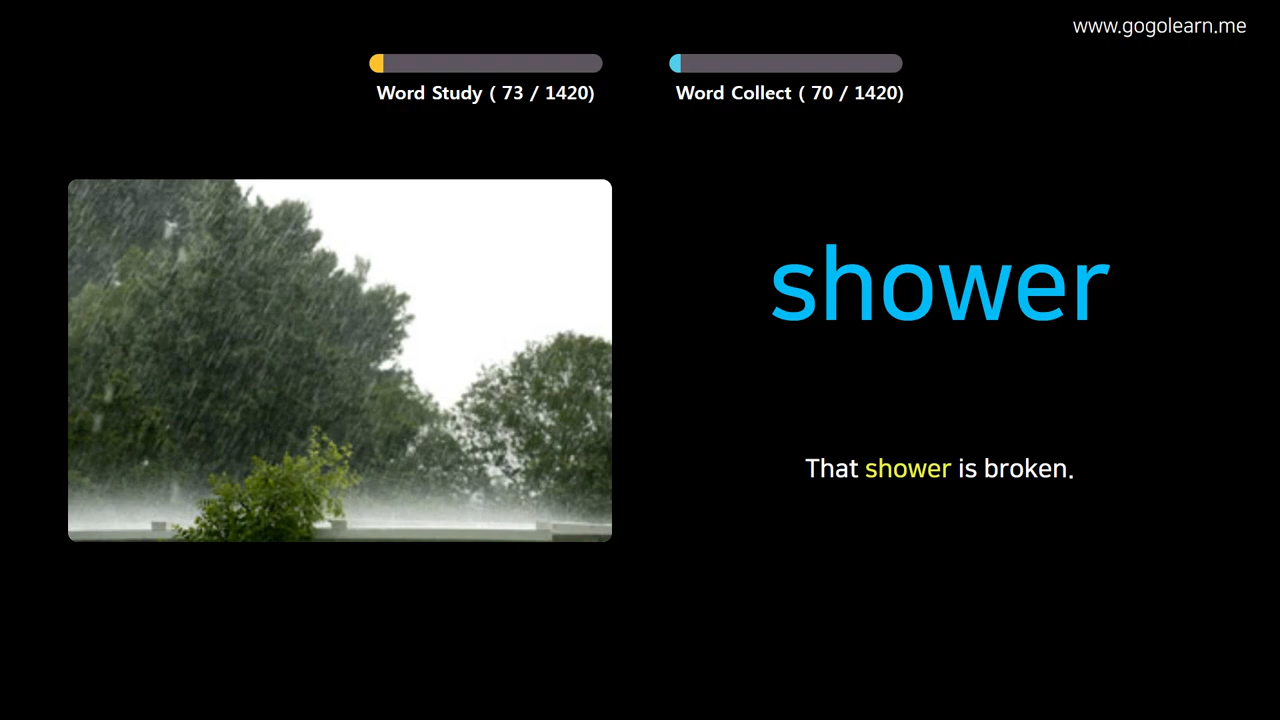 www.gogolearn.me
Word Study ( 73 / 1420)
Word Collect ( 70 / 1420)
shower
That shower is broken.